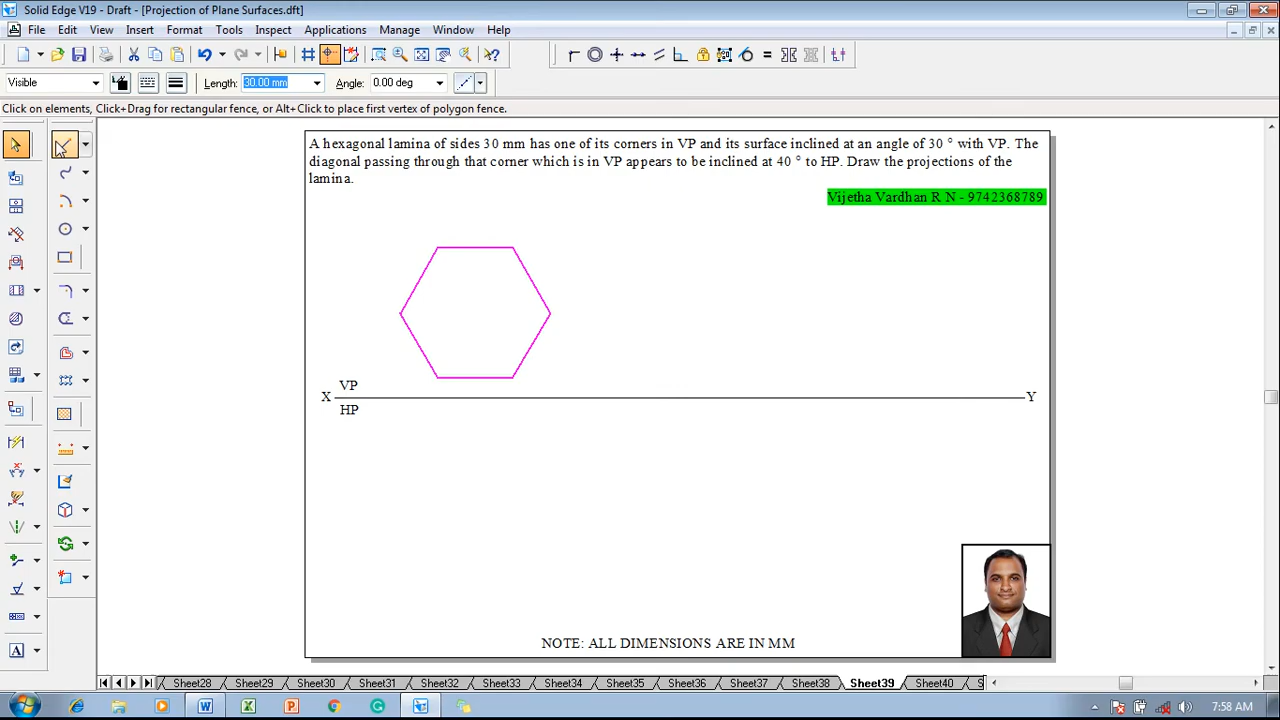 Solid Edge V19 - Draft - [Projection of Plane Surfaces.dft]
File Edit View Insert Format Tools Inspect Applications Manage Window Help
Visible Length: 30.00 mm Angle: 0.00 deg
Click on elements, Click+Drag for rectangular fence, or Alt+Click to place first vertex of polygon fence.
A hexagonal lamina of sides 30 mm has one of its corners in VP and its surface inclined at an angle of 30 ° with VP. The
diagonal passing through that corner which is in VP appears to be inclined at 40 ° to HP. Draw the projections of the
lamina.
Vijetha Vardhan R N - 9742368789
VP
X
Y
HP
NOTE: ALL DIMENSIONS ARE IN MM
Sheet28 Sheet29 Sheet30 Sheet31 Sheet32 Sheet33 Sheet34 Sheet35 Sheet36 Sheet37 Sheet38 Sheet39 Sheet40 S
7:58 AM